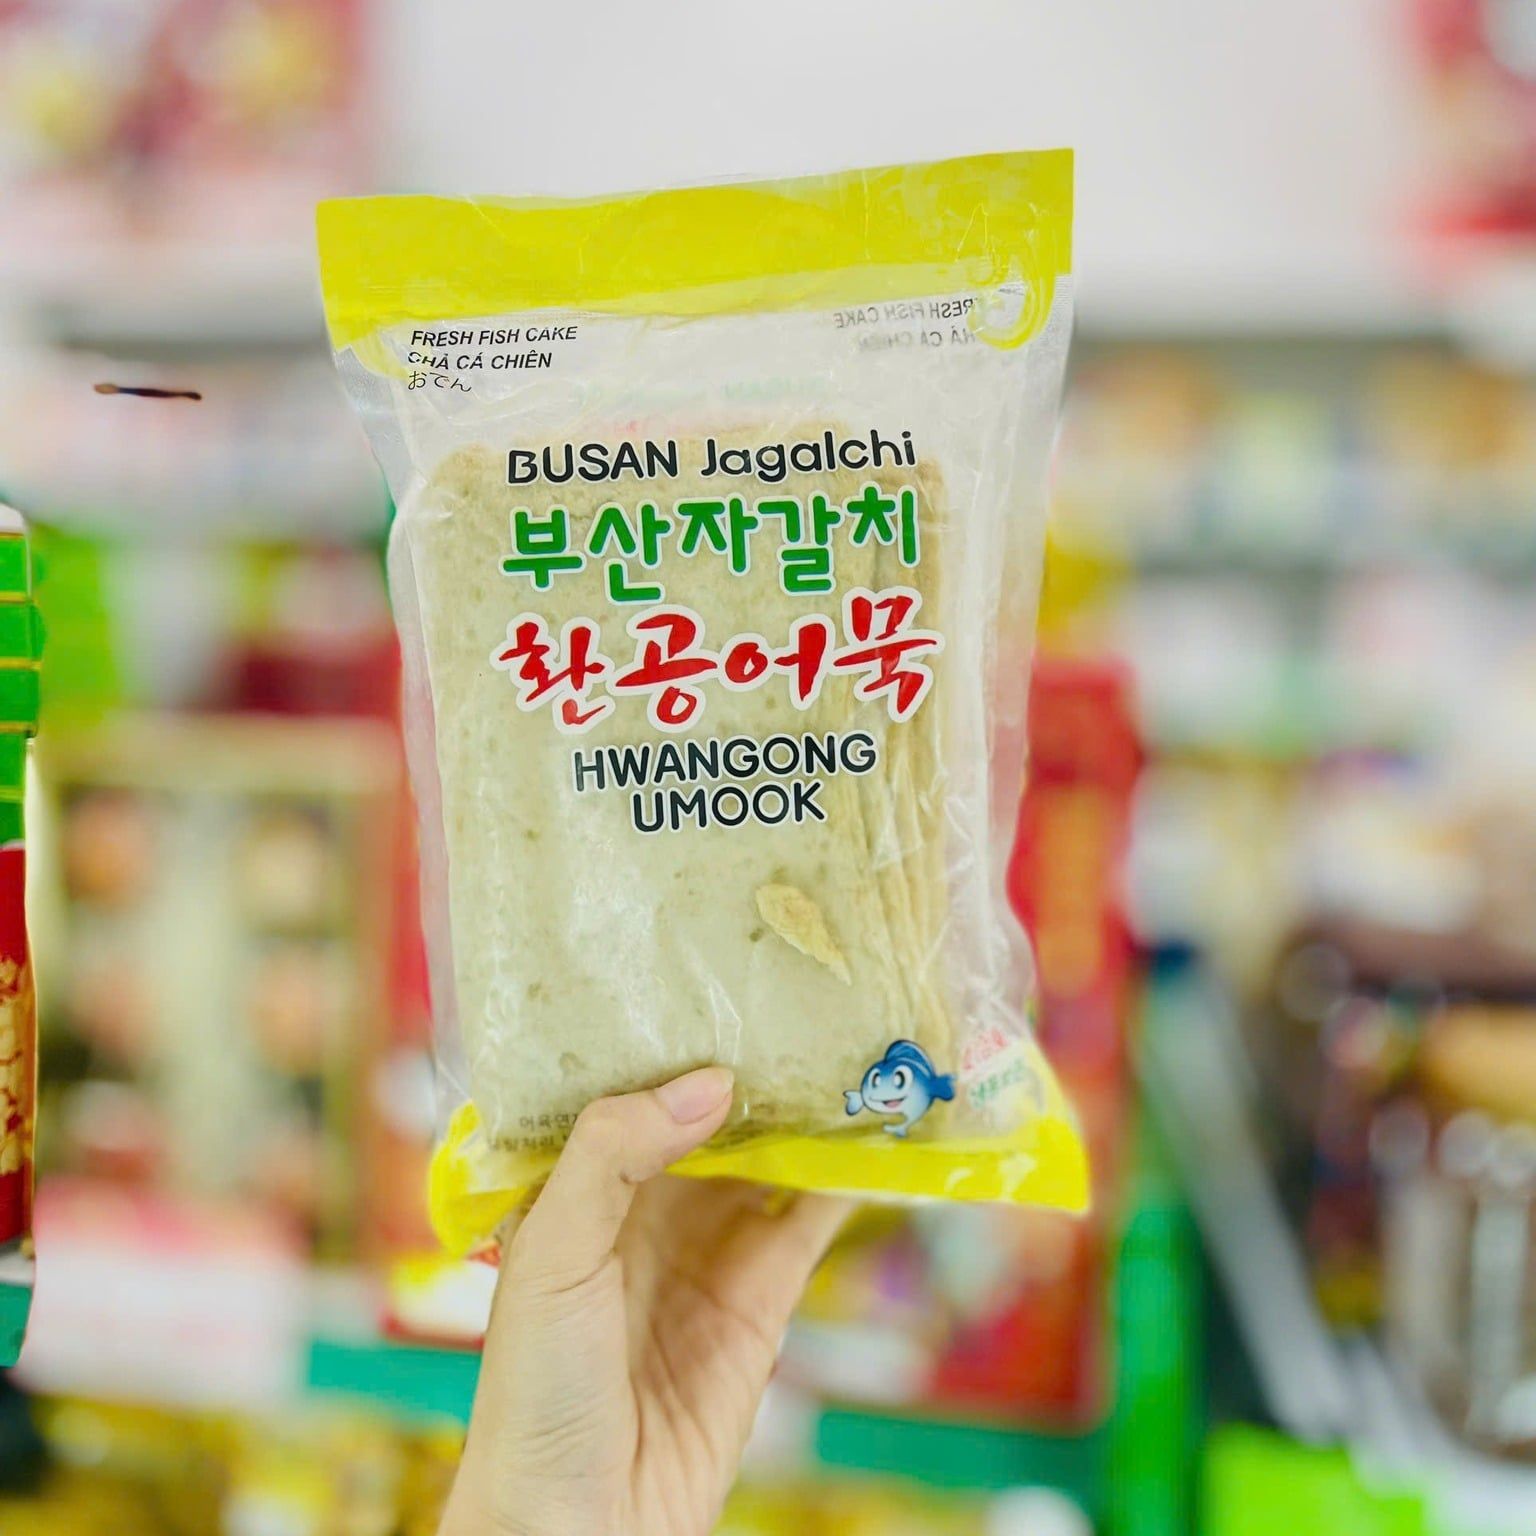 FRESH FISH CAKE
CHẢ CÁ CHIÊN
おでん
BUSAN Jagalchi
부산자갈치
환공어묵
HWANGONG
UMOOK